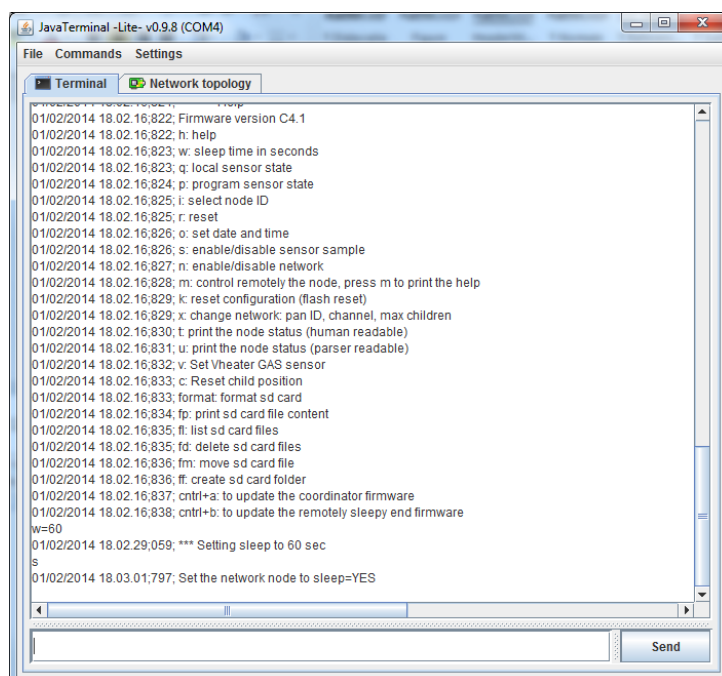 JavaTerminal -Lite- v0.9.8 (COM4)
File Commands Settings
Terminal Network topology
01/02/2014 18.02.16;822; Firmware version C4.1
01/02/2014 18.02.16;822; h: help
01/02/2014 18.02.16;823; w: sleep time in seconds
01/02/2014 18.02.16;823; q: local sensor state
01/02/2014 18.02.16;824; p: program sensor state
01/02/2014 18.02.16;825; i: select node ID
01/02/2014 18.02.16;825; r: reset
01/02/2014 18.02.16;826; o: set date and time
01/02/2014 18.02.16;826; s: enable/disable sensor sample
01/02/2014 18.02.16;827; n: enable/disable network
01/02/2014 18.02.16;828; m: control remotely the node, press m to print the help
01/02/2014 18.02.16;829; k: reset configuration (flash reset)
01/02/2014 18.02.16;829; x: change network: pan ID, channel, max children
01/02/2014 18.02.16;830; t: print the node status (human readable)
01/02/2014 18.02.16;831; u: print the node status (parser readable)
01/02/2014 18.02.16;832; v: Set Vheater GAS sensor
01/02/2014 18.02.16;833; c: Reset child position
01/02/2014 18.02.16;833; format: format sd card
01/02/2014 18.02.16;834; fp: print sd card file content
01/02/2014 18.02.16;835; fl: list sd card files
01/02/2014 18.02.16;835; fd: delete sd card files
01/02/2014 18.02.16;836; fm: move sd card file
01/02/2014 18.02.16;836; ff: create sd card folder
01/02/2014 18.02.16;837; cntrl+a: to update the coordinator firmware
01/02/2014 18.02.16;838; cntrl+b: to update the remotely sleepy end firmware
w=60
01/02/2014 18.02.29;059; *** Setting sleep to 60 sec
s
01/02/2014 18.03.01;797; Set the network node to sleep=YES
Send